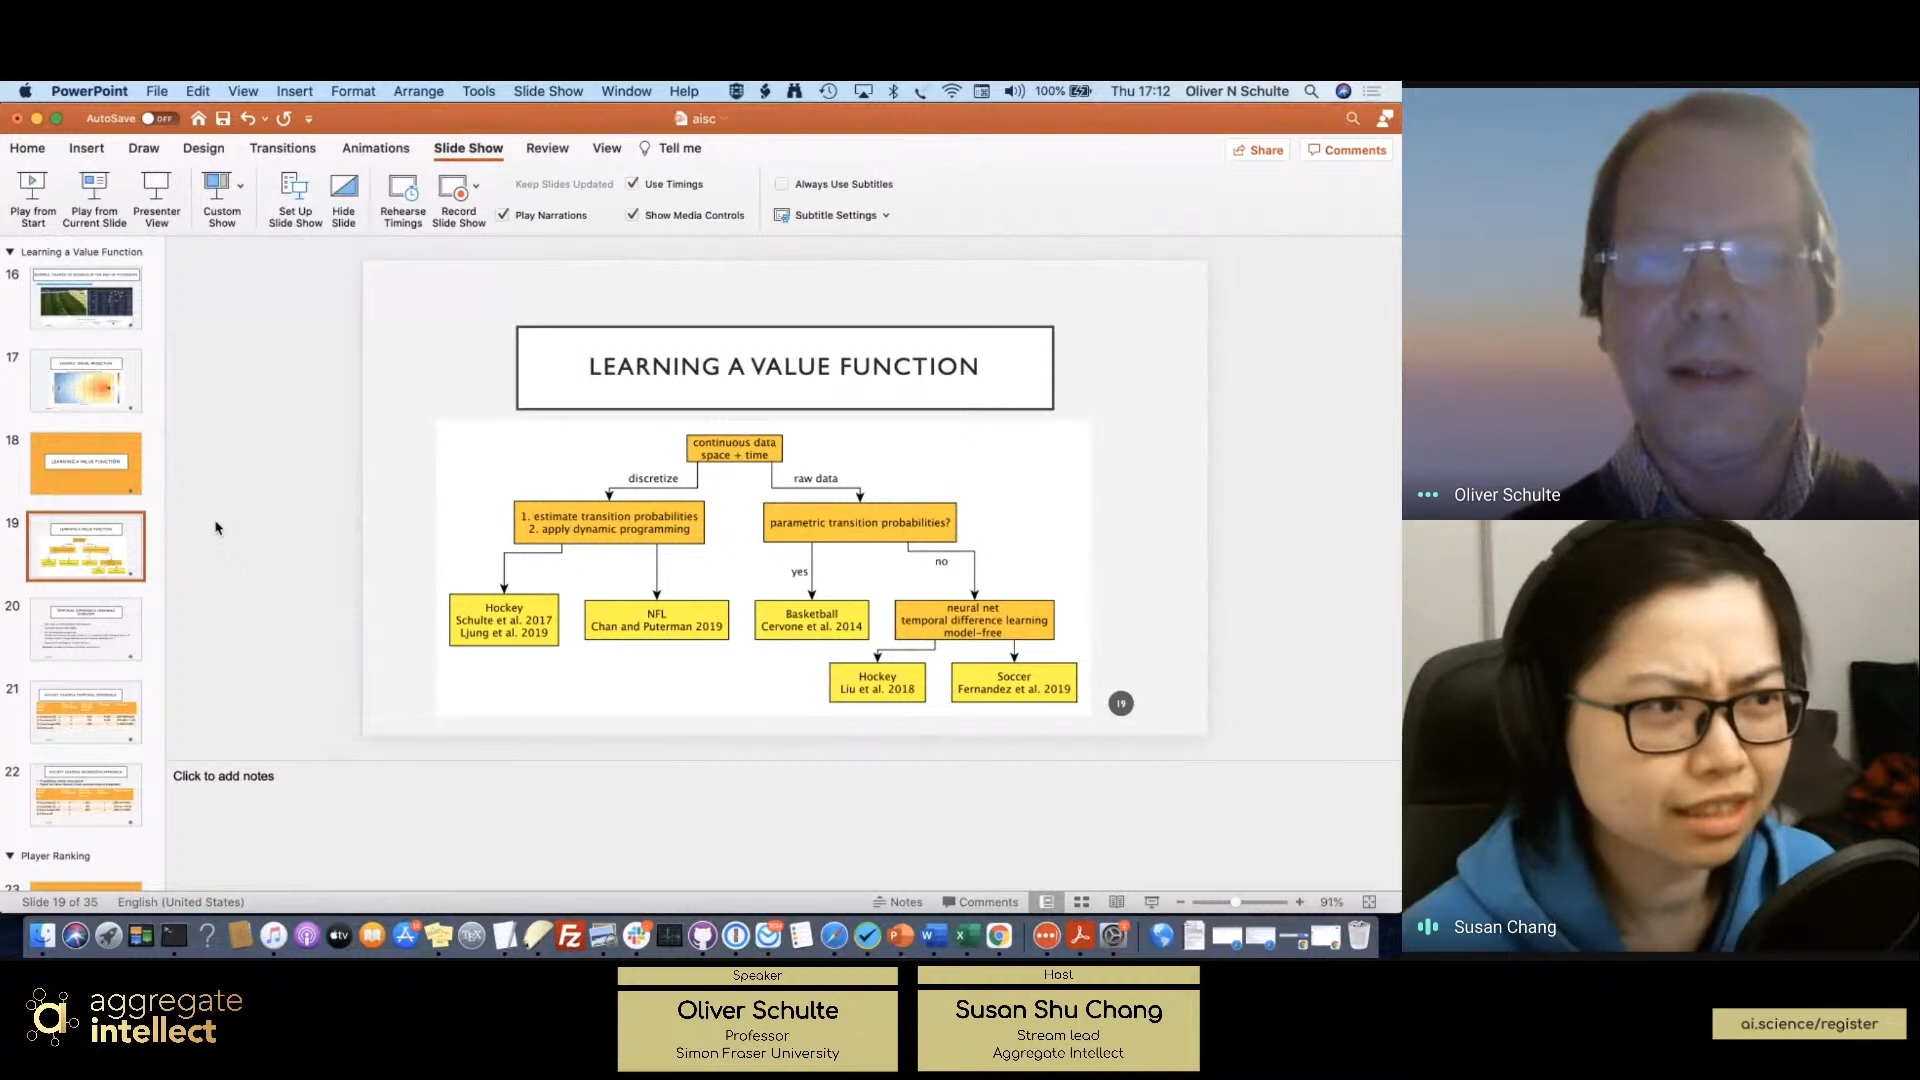 PowerPoint File Edit View Insert Format Arrange Tools Slide Show Window Help 100% Thu 17:12 Oliver N Schulte
AutoSave OFF aisc
Home Insert Draw Design Transitions Animations Slide Show Review View Tell me Share Comments
Play from Start
Play from Current Slide
Presenter View
Custom Show
Set Up Slide Show
Hide Slide
Rehearse Timings
Record Slide Show
Keep Slides Updated
Use Timings
Play Narrations
Show Media Controls
Always Use Subtitles
Subtitle Settings
Learning a Value Function
16
17
18
LEARNING A VALUE FUNCTION
19
LEARNING A VALUE FUNCTION
20
21
22
Player Ranking
23
LEARNING A VALUE FUNCTION
continuous data
space + time
discretize
raw data
1. estimate transition probabilities
2. apply dynamic programming
parametric transition probabilities?
yes
no
Hockey
Schulte et al. 2017
Ljung et al. 2019
NFL
Chan and Puterman 2019
Basketball
Cervone et al. 2014
neural net
temporal difference learning
model-free
Hockey
Liu et al. 2018
Soccer
Fernandez et al. 2019
19
Click to add notes
Slide 19 of 35 English (United States) Notes Comments 91%
Oliver Schulte
Susan Chang
aggregate
intellect
Speaker
Oliver Schulte
Professor
Simon Fraser University
Host
Susan Shu Chang
Stream lead
Aggregate Intellect
ai.science/register